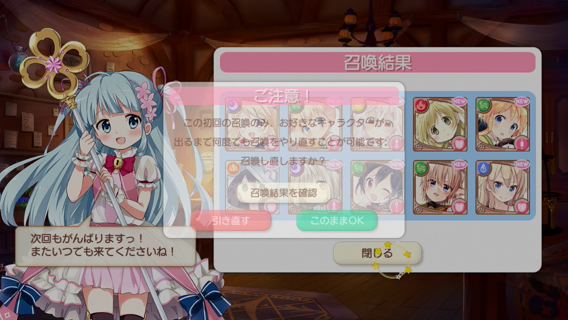 召喚結果
ご注意！
この初回の召喚のみ、お好きなキャラクターが
出るまで何度でも召喚をやり直すことが可能です。
召喚し直しますか？
召喚結果を確認
引き直す
このままOK
次回もがんばりますっ！
またいつでも来てくださいね！
閉じる
NEW
NEW
NEW
NEW